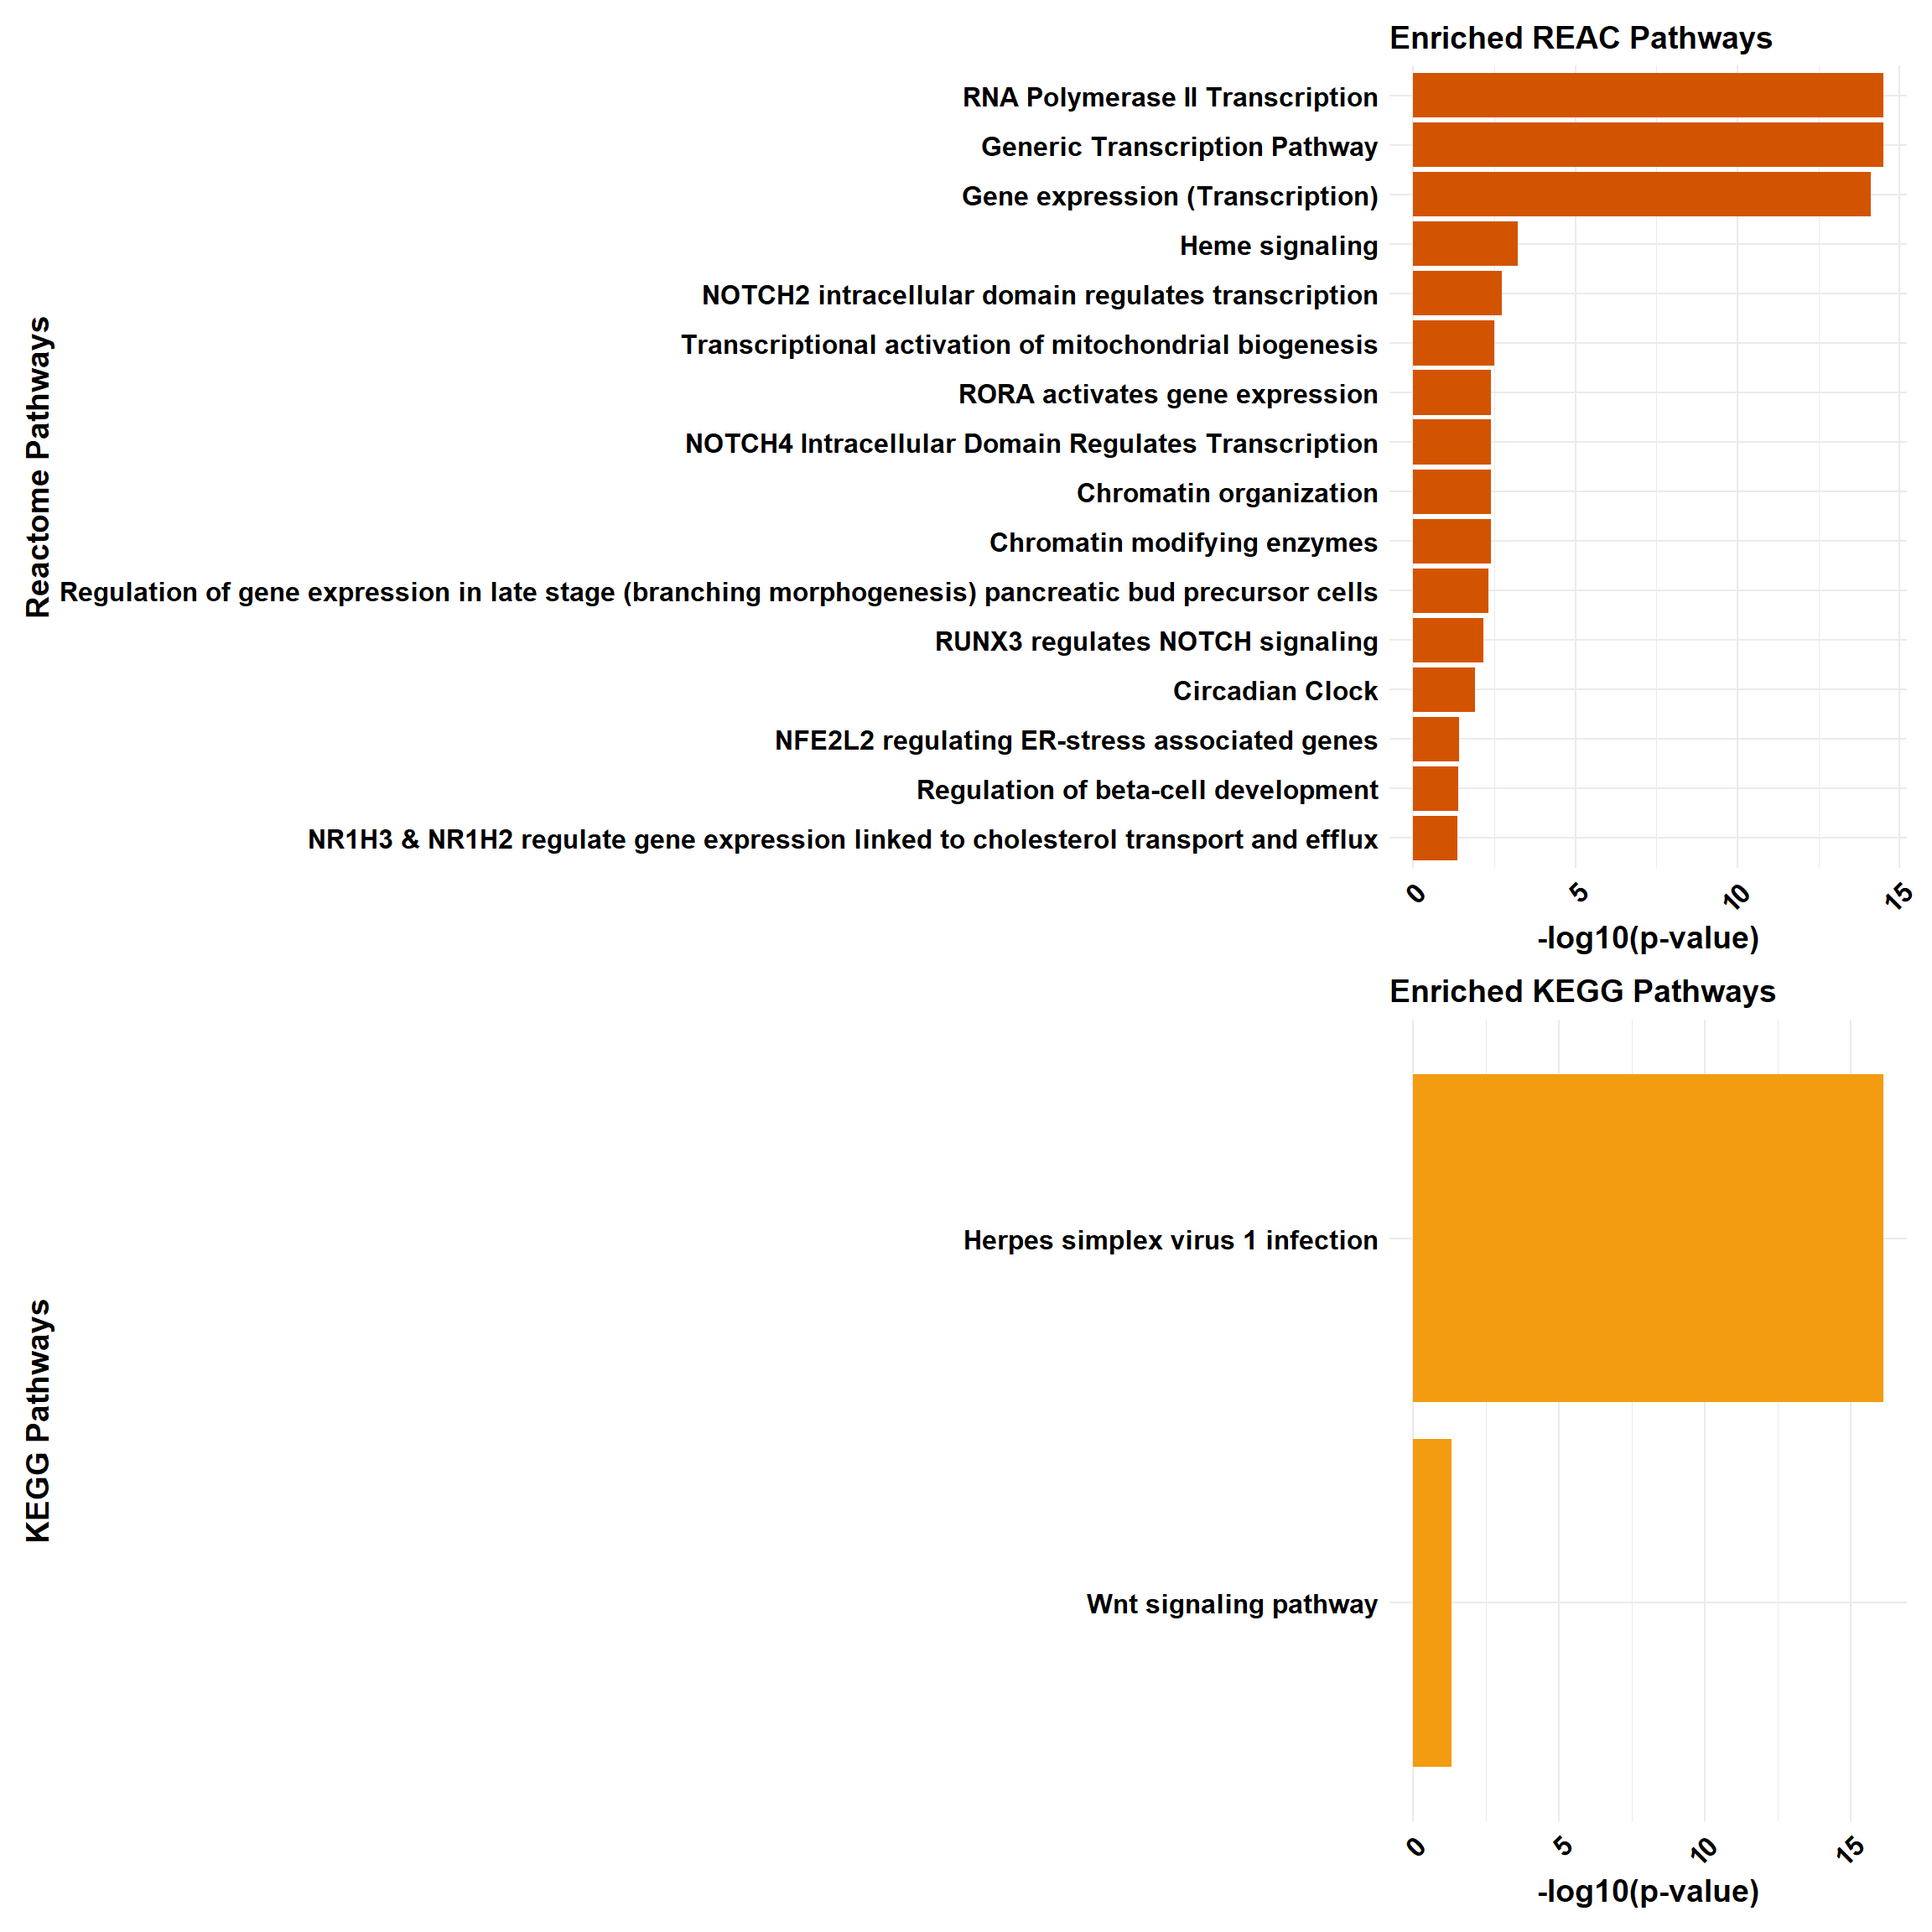 Enriched REAC Pathways
Reactome Pathways
RNA Polymerase II Transcription
Generic Transcription Pathway
Gene expression (Transcription)
Heme signaling
NOTCH2 intracellular domain regulates transcription
Transcriptional activation of mitochondrial biogenesis
RORA activates gene expression
NOTCH4 Intracellular Domain Regulates Transcription
Chromatin organization
Chromatin modifying enzymes
Regulation of gene expression in late stage (branching morphogenesis) pancreatic bud precursor cells
RUNX3 regulates NOTCH signaling
Circadian Clock
NFE2L2 regulating ER-stress associated genes
Regulation of beta-cell development
NR1H3 & NR1H2 regulate gene expression linked to cholesterol transport and efflux
0 5 10 15
-log10(p-value)
Enriched KEGG Pathways
KEGG Pathways
Herpes simplex virus 1 infection
Wnt signaling pathway
0 5 10 15
-log10(p-value)